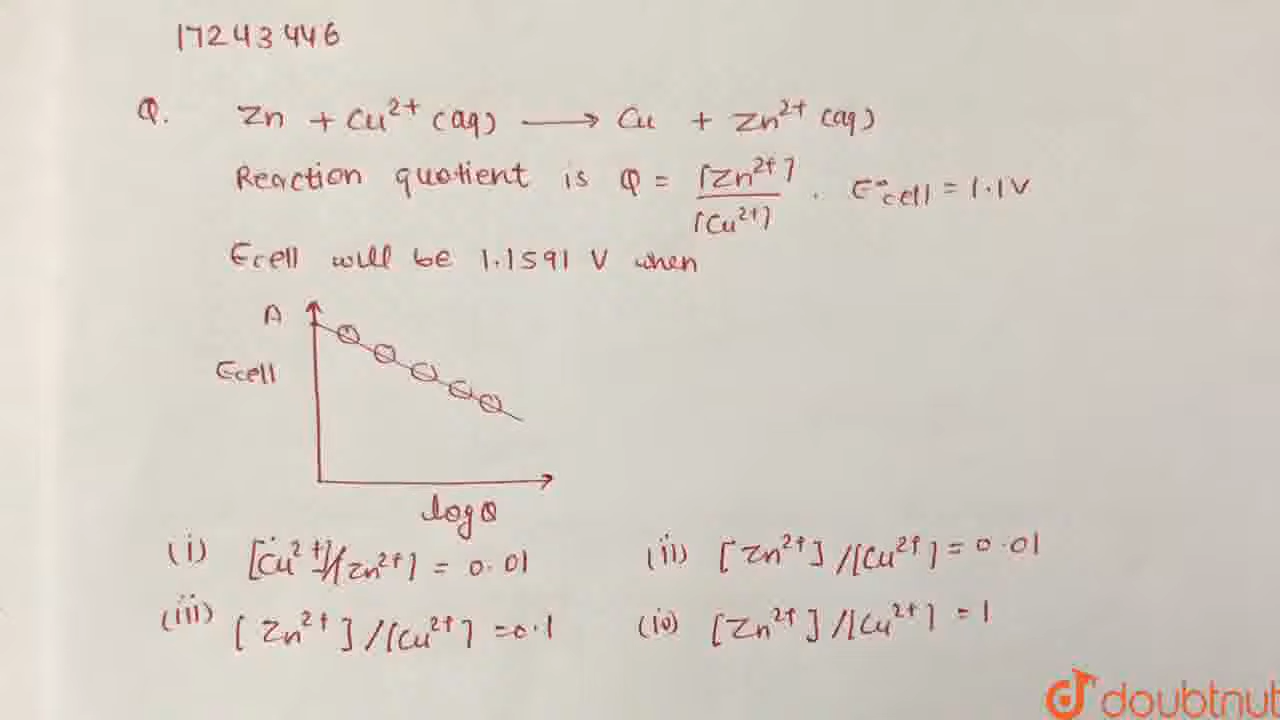 17243446
Q. Zn + Cu²⁺ (aq) ⟶ Cu + Zn²⁺ (aq)
Reaction quotient is Q = [Zn²⁺]/[Cu²⁺] . E°cell = 1.1V
Ecell will be 1.1591 V when
A
Ecell
log Q
(i) [Cu²⁺]/[Zn²⁺] = 0.01 (ii) [Zn²⁺]/[Cu²⁺] = 0.01
(iii) [Zn²⁺]/[Cu²⁺] = 0.1 (iv) [Zn²⁺]/[Cu²⁺] = 1
doubtnut